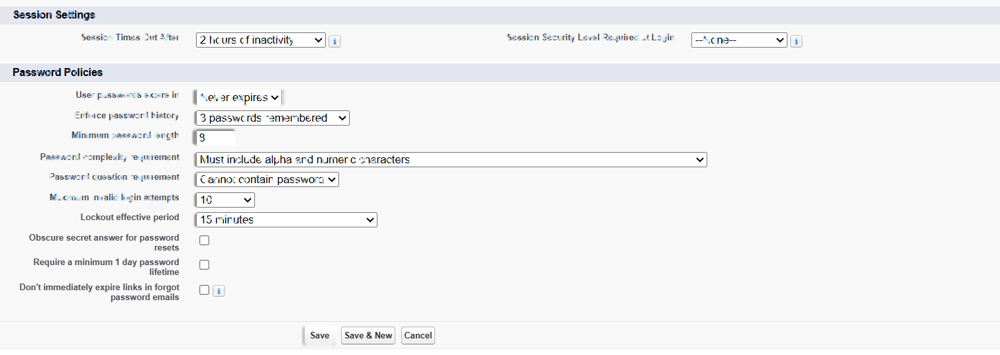 Session Settings
Session Times Out After 2 hours of inactivity Session Security Level Required at Login --None--
Password Policies
User passwords expire in Never expires
Enforce password history 3 passwords remembered
Minimum password length 8
Password complexity requirement Must include alpha and numeric characters
Password question requirement Cannot contain password
Maximum invalid login attempts 10
Lockout effective period 15 minutes
Obscure secret answer for password
resets
Require a minimum 1 day password
lifetime
Don't immediately expire links in forgot
password emails
Save Save & New Cancel